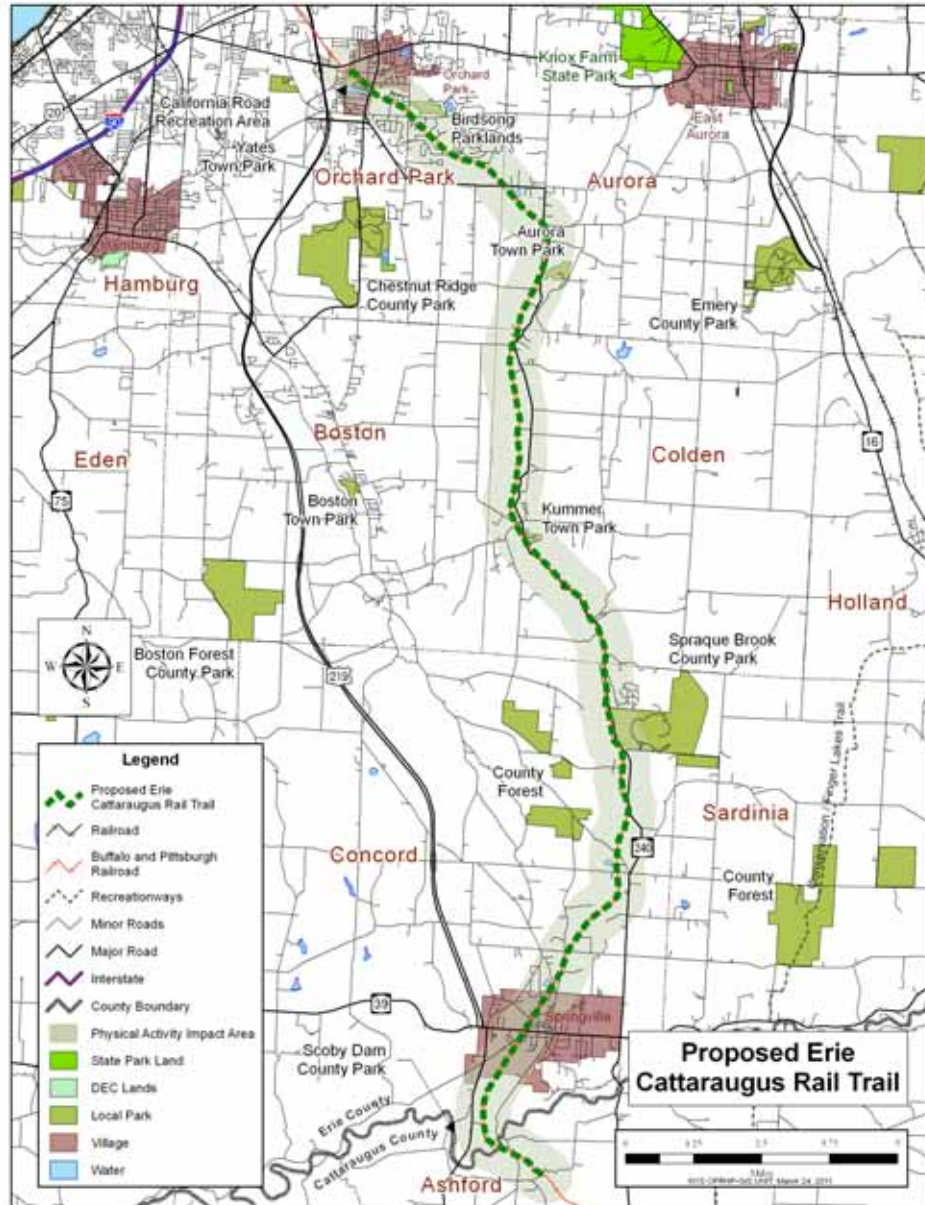 Knox Farm
State Park
Orchard
Park
20
California Road
Recreation Area
90
Yates
Town Park
Birdsong
Parklands
East
Aurora
Orchard Park
Aurora
Hamburg
Aurora
Town Park
Hamburg
Chestnut Ridge
County Park
Emery
County Park
Boston
Colden
16
Eden
75
Boston
Town Park
Kummer
Town Park
Holland
N
W
E
S
Boston Forest
County Park
219
Spraque Brook
County Park
County
Forest
Sardinia
Concord
240
County
Forest
39
Springville
Scoby Dam
County Park
Erie County
Cattaraugus County
Ashford
Legend
Proposed Erie
Cattaraugus Rail Trail
Railroad
Buffalo and Pittsburgh
Railroad
Recreationways
Minor Roads
Major Road
Interstate
County Boundary
Physical Activity Impact Area
State Park Land
DEC Lands
Local Park
Village
Water
Proposed Erie
Cattaraugus Rail Trail
Miles